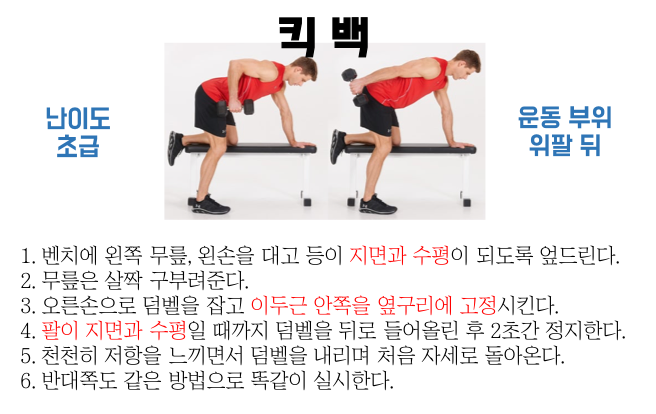 킥 백
난이도
초급
운동 부위
위팔 뒤
1. 벤치에 왼쪽 무릎, 왼손을 대고 등이 지면과 수평이 되도록 엎드린다.
2. 무릎은 살짝 구부려준다.
3. 오른손으로 덤벨을 잡고 이두근 안쪽을 옆구리에 고정시킨다.
4. 팔이 지면과 수평일 때까지 덤벨을 뒤로 들어올린 후 2초간 정지한다.
5. 천천히 저항을 느끼면서 덤벨을 내리며 처음 자세로 돌아온다.
6. 반대쪽도 같은 방법으로 똑같이 실시한다.